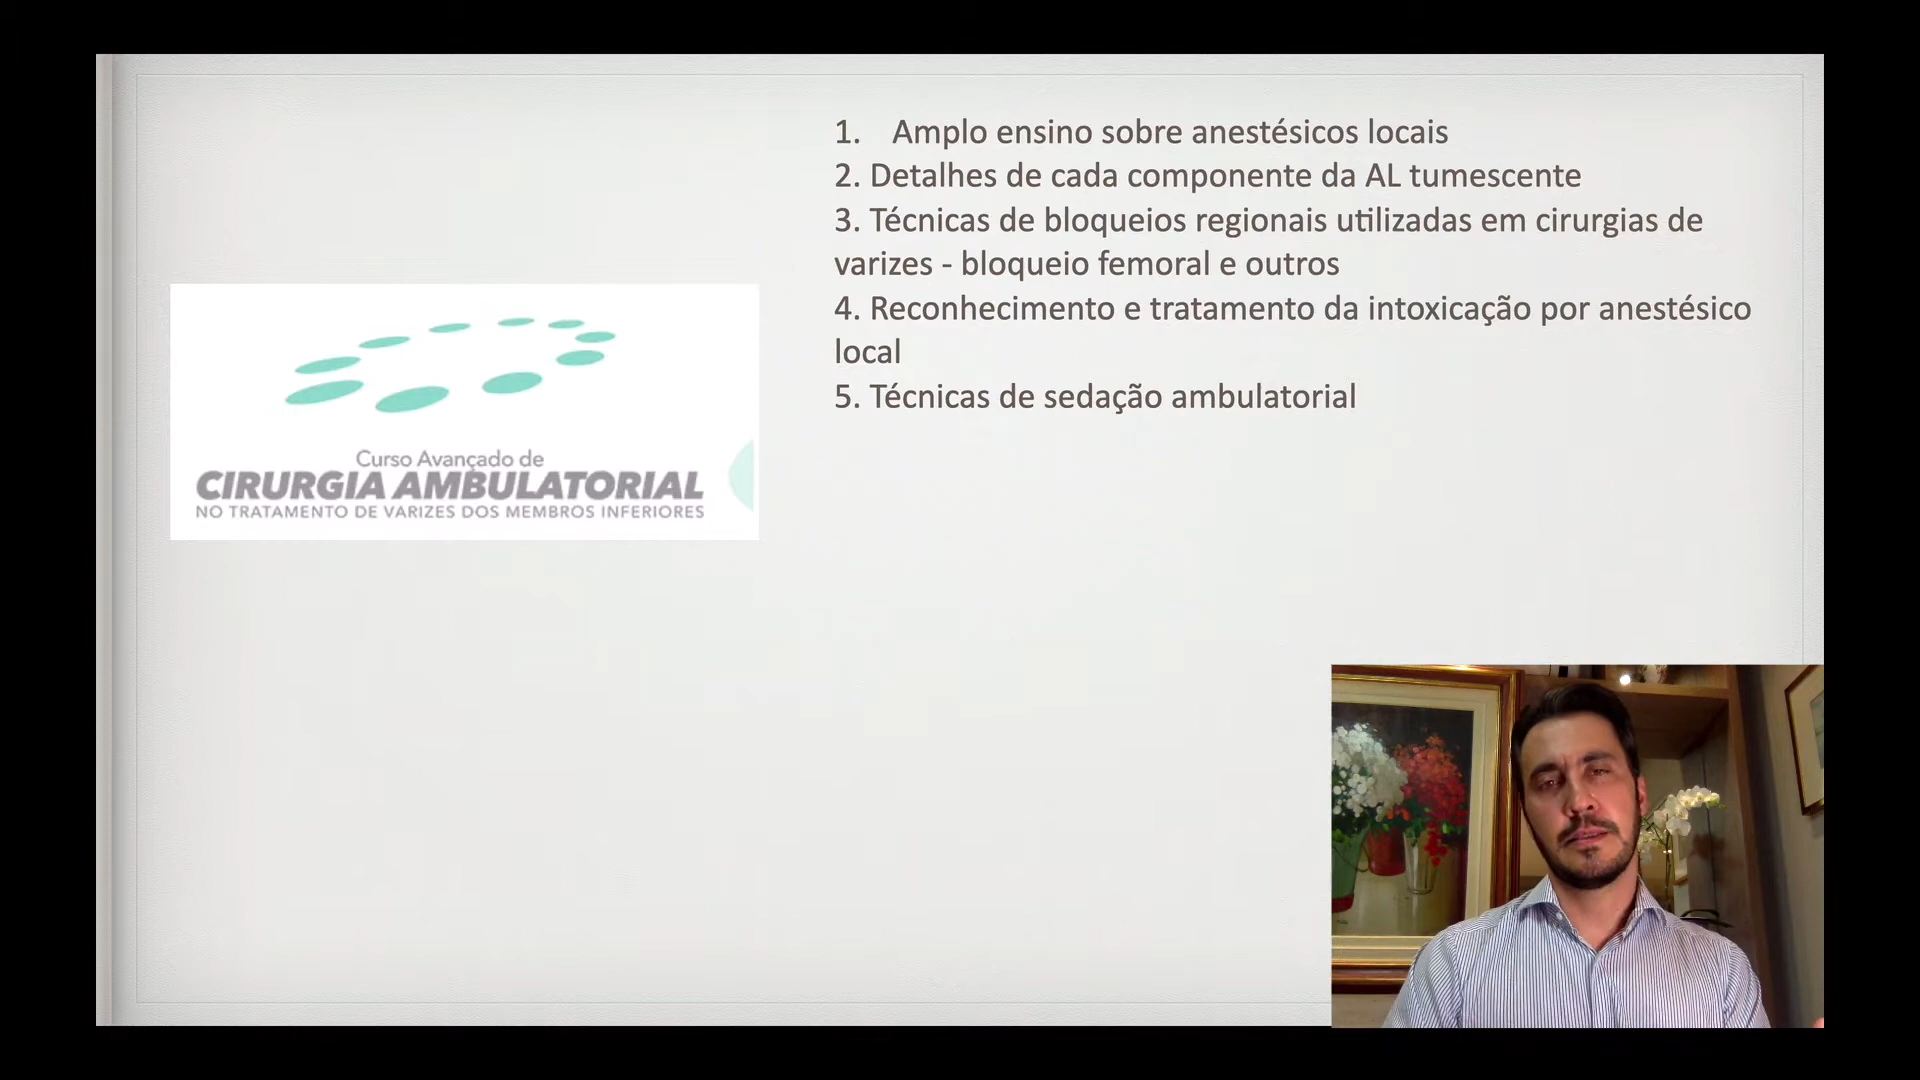 1. Amplo ensino sobre anestésicos locais
2. Detalhes de cada componente da AL tumescente
3. Técnicas de bloqueios regionais utilizadas em cirurgias de
varizes - bloqueio femoral e outros
4. Reconhecimento e tratamento da intoxicação por anestésico
local
5. Técnicas de sedação ambulatorial
Curso Avançado de
CIRURGIA AMBULATORIAL
NO TRATAMENTO DE VARIZES DOS MEMBROS INFERIORES